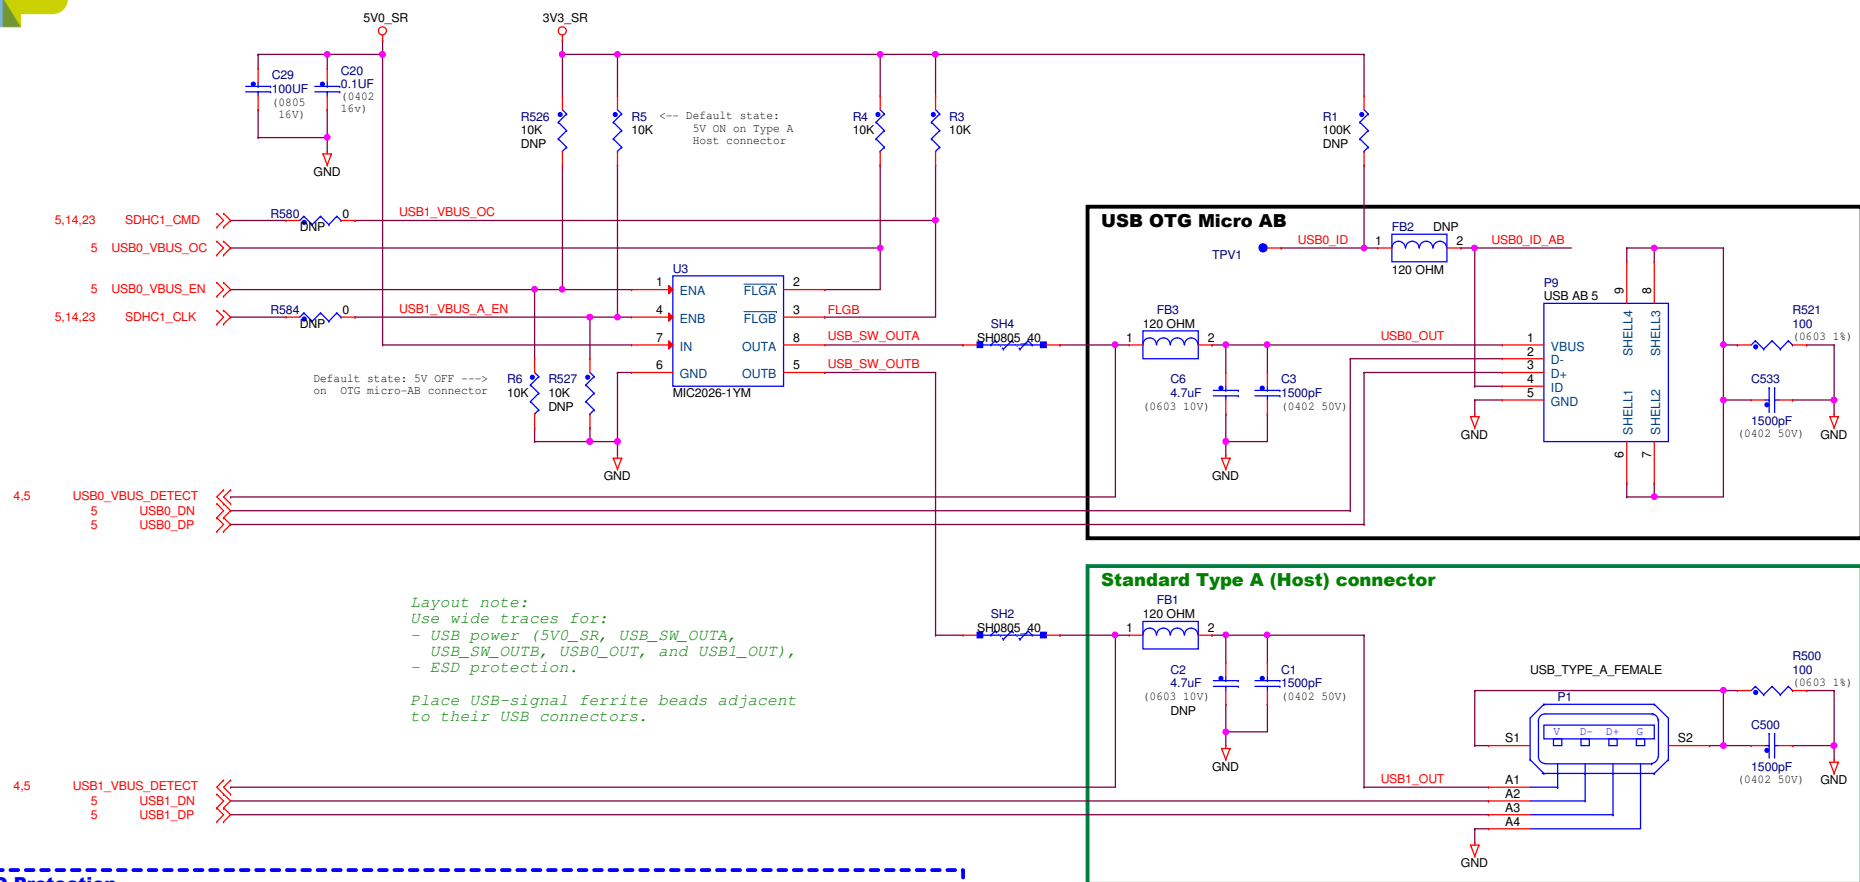 5V0_SR
3V3_SR
C29
100UF
(0805
16V)
C20
0.1UF
(0402
16v)
GND
R526
10K
DNP
R5
10K
<-- Default state:
5V ON on Type A
Host connector
R4
10K
R3
10K
R1
100K
DNP
5,14,23 SDHC1_CMD
R580 0
DNP
USB1_VBUS_OC
5 USB0_VBUS_OC
5 USB0_VBUS_EN
5,14,23 SDHC1_CLK
R584 0
DNP
USB1_VBUS_A_EN
U3
1 ENA FLGA 2
4 ENB FLGB 3
7 IN OUTA 8
6 GND OUTB 5
MIC2026-1YM
FLGB
USB_SW_OUTA
USB_SW_OUTB
Default state: 5V OFF --->
on OTG micro-AB connector
R6
10K
R527
10K
DNP
GND
SH4
SH0805_40
USB OTG Micro AB
TPV1
USB0_ID
FB2 DNP
1 2
120 OHM
USB0_ID_AB
FB3
120 OHM
1 2
USB0_OUT
C6
4.7uF
(0603 10V)
C3
1500pF
(0402 50V)
GND
P9
USB AB 5
9 8
SHELL4 SHELL3
1 VBUS
2 D-
3 D+
4 ID
5 GND
SHELL1 SHELL2
6 7
GND
R521
100
(0603 1%)
C533
1500pF
(0402 50V)
GND
4,5 USB0_VBUS_DETECT
5 USB0_DN
5 USB0_DP
Layout note:
Use wide traces for:
- USB power (5V0_SR, USB_SW_OUTA,
USB_SW_OUTB, USB0_OUT, and USB1_OUT),
- ESD protection.
Place USB-signal ferrite beads adjacent
to their USB connectors.
SH2
SH0805_40
Standard Type A (Host) connector
FB1
120 OHM
1 2
C2
4.7uF
(0603 10V)
DNP
C1
1500pF
(0402 50V)
GND
USB_TYPE_A_FEMALE
P1
V D- D+ G
S1 S2
R500
100
(0603 1%)
C500
1500pF
(0402 50V)
GND
USB1_OUT
A1
A2
A3
A4
GND
4,5 USB1_VBUS_DETECT
5 USB1_DN
5 USB1_DP
Protection